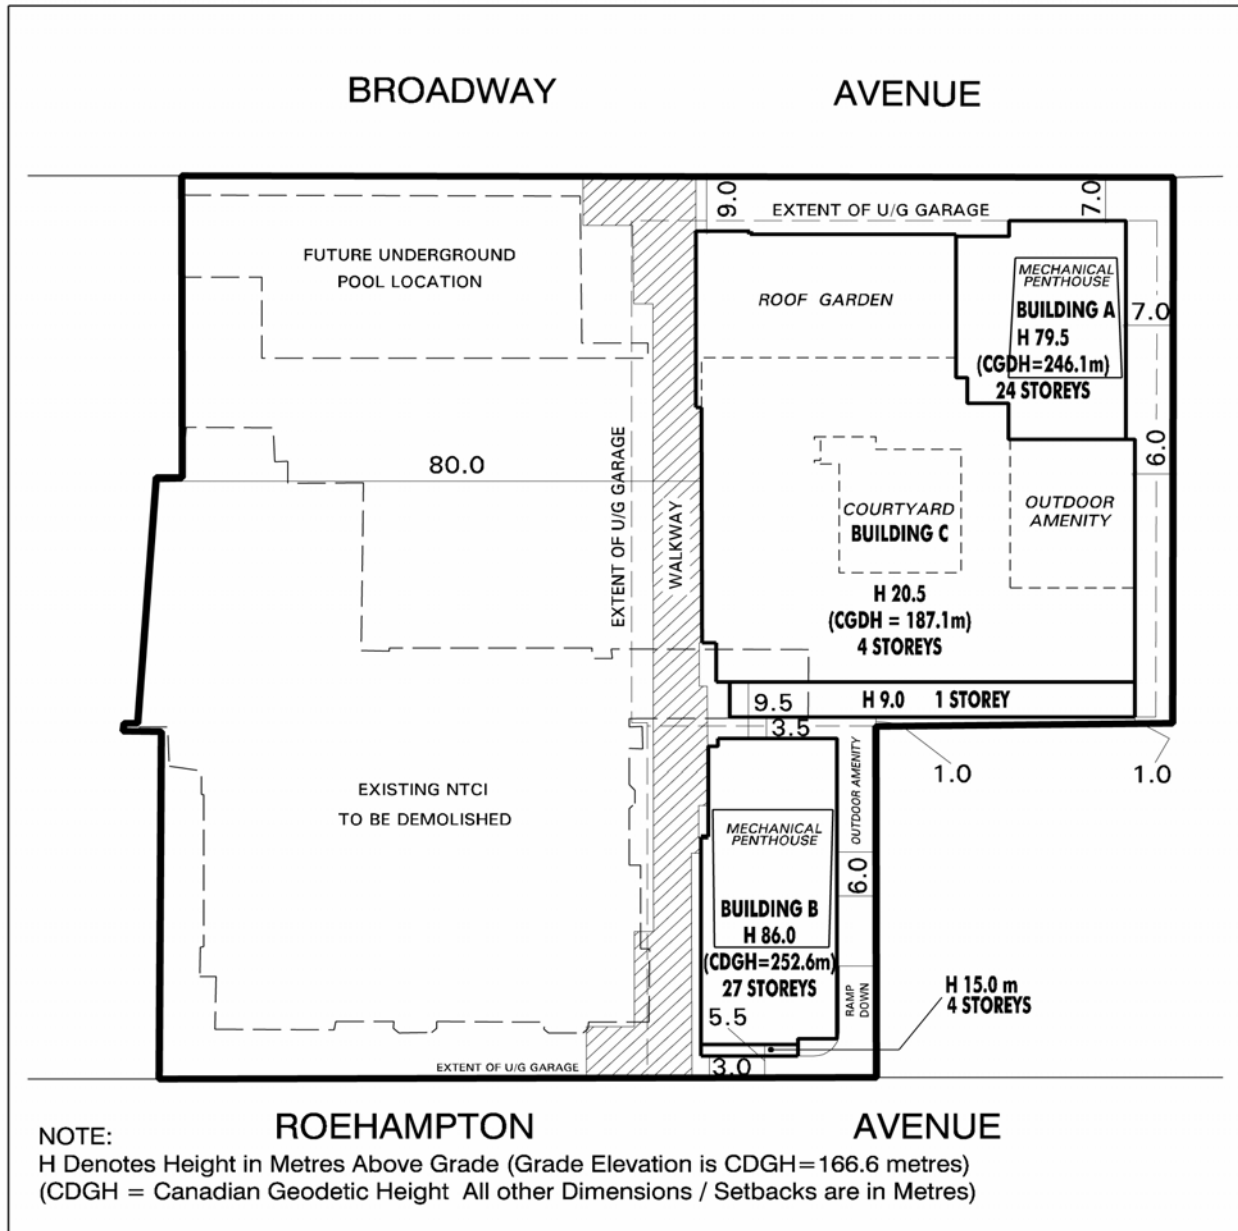 BROADWAY AVENUE
9.0
EXTENT OF U/G GARAGE
7.0
FUTURE UNDERGROUND
POOL LOCATION
ROOF GARDEN
MECHANICAL
PENTHOUSE
BUILDING A
H 79.5
(CGDH=246.1m)
24 STOREYS
7.0
6.0
80.0
EXTENT OF U/G GARAGE
WALKWAY
COURTYARD
BUILDING C
OUTDOOR
AMENITY
H 20.5
(CGDH = 187.1m)
4 STOREYS
H 9.0 1 STOREY
9.5
3.5
1.0
1.0
EXISTING NTCI
TO BE DEMOLISHED
OUTDOOR AMENITY
MECHANICAL
PENTHOUSE
6.0
BUILDING B
H 86.0
(CDGH=252.6m)
27 STOREYS
RAMP
DOWN
H 15.0 m
4 STOREYS
5.5
3.0
EXTENT OF U/G GARAGE
ROEHAMPTON AVENUE
NOTE:
H Denotes Height in Metres Above Grade (Grade Elevation is CDGH=166.6 metres)
(CDGH = Canadian Geodetic Height All other Dimensions / Setbacks are in Metres)